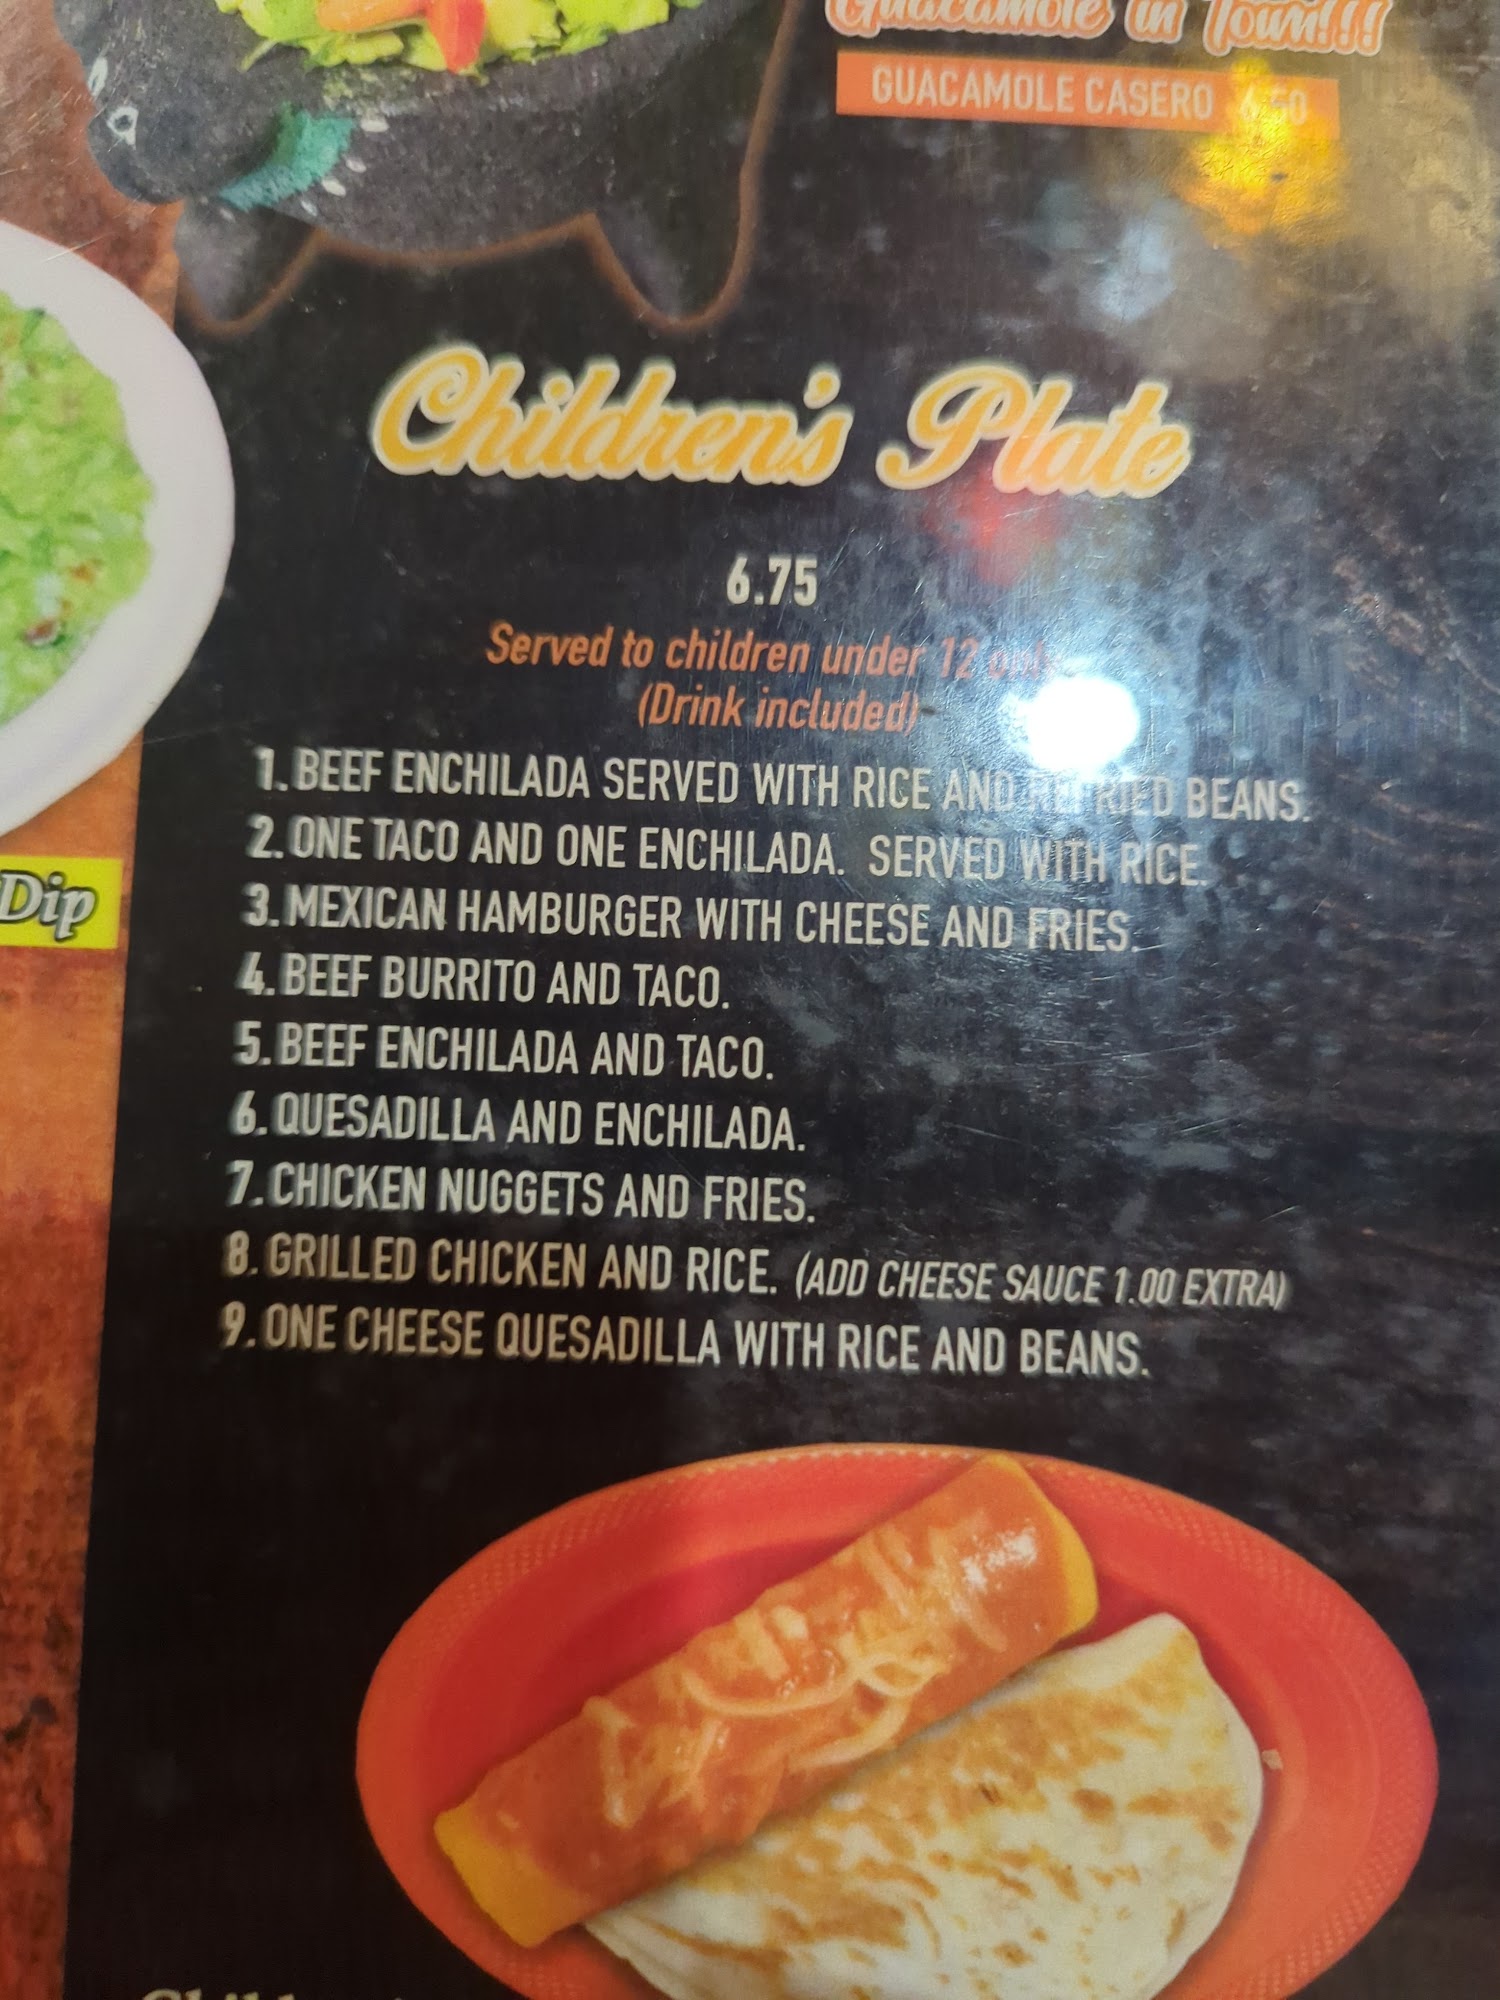 Guacamole in Town!!!
GUACAMOLE CASERO 6.50
Children's Plate
6.75
Served to children under 12 only
(Drink included)
1. BEEF ENCHILADA SERVED WITH RICE AND REFRIED BEANS.
2. ONE TACO AND ONE ENCHILADA. SERVED WITH RICE.
Dip
3. MEXICAN HAMBURGER WITH CHEESE AND FRIES.
4. BEEF BURRITO AND TACO.
5. BEEF ENCHILADA AND TACO.
6. QUESADILLA AND ENCHILADA.
7. CHICKEN NUGGETS AND FRIES.
8. GRILLED CHICKEN AND RICE. (ADD CHEESE SAUCE 1.00 EXTRA)
9. ONE CHEESE QUESADILLA WITH RICE AND BEANS.